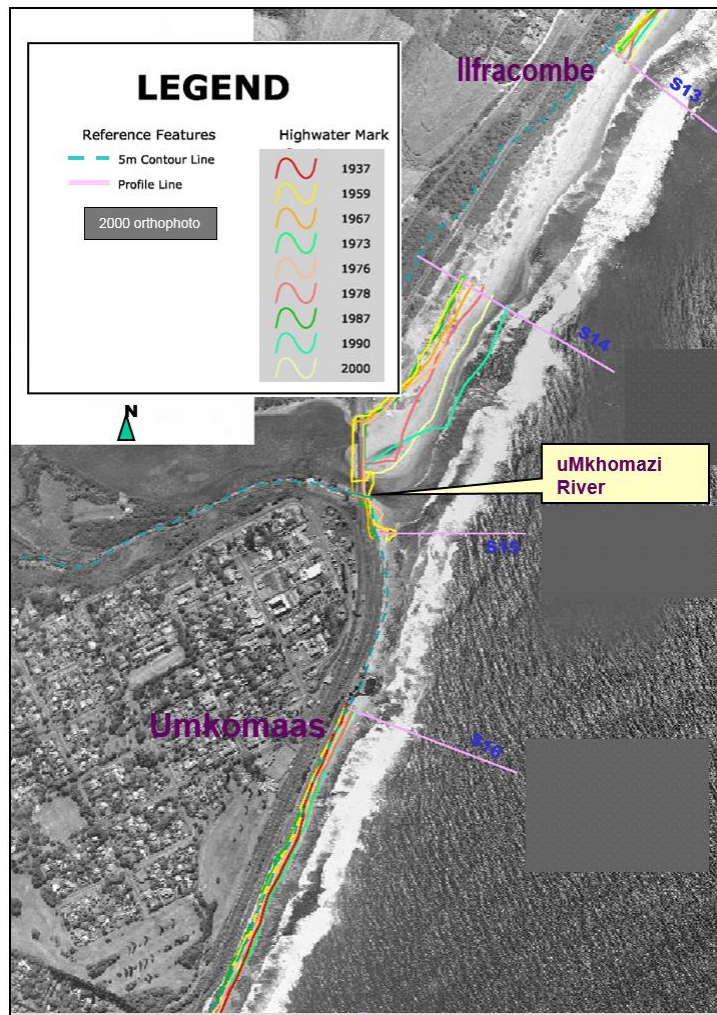 LEGEND
Reference Features
5m Contour Line
Profile Line
2000 orthophoto
Highwater Mark
1937
1959
1967
1973
1976
1978
1987
1990
2000
N
Ilfracombe
S13
S14
uMkhomazi
River
S15
Umkomaas
S16